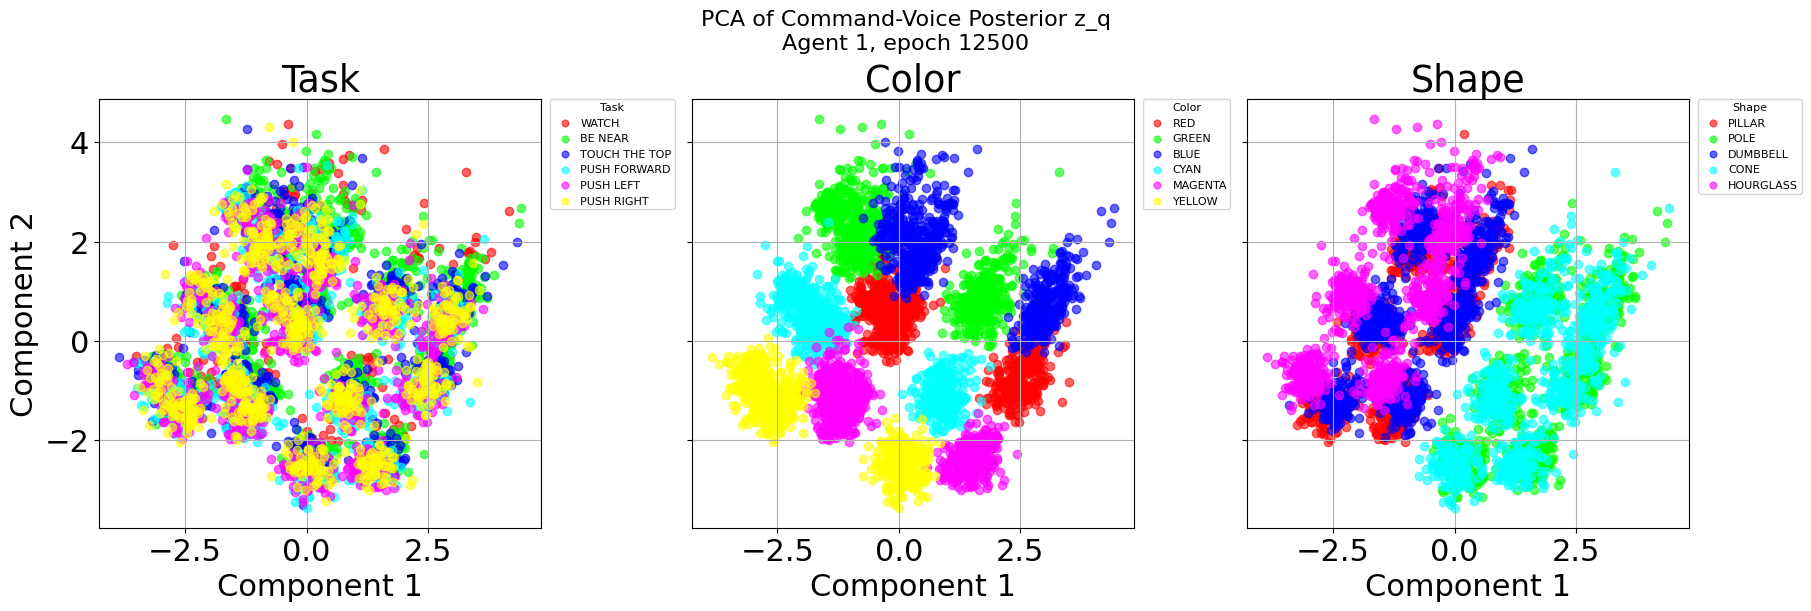 PCA of Command-Voice Posterior z_q
Agent 1, epoch 12500
Task
Component 2
4
2
0
−2
−2.5 0.0 2.5
Component 1
Task
WATCH
BE NEAR
TOUCH THE TOP
PUSH FORWARD
PUSH LEFT
PUSH RIGHT
Color
−2.5 0.0 2.5
Component 1
Color
RED
GREEN
BLUE
CYAN
MAGENTA
YELLOW
Shape
−2.5 0.0 2.5
Component 1
Shape
PILLAR
POLE
DUMBBELL
CONE
HOURGLASS